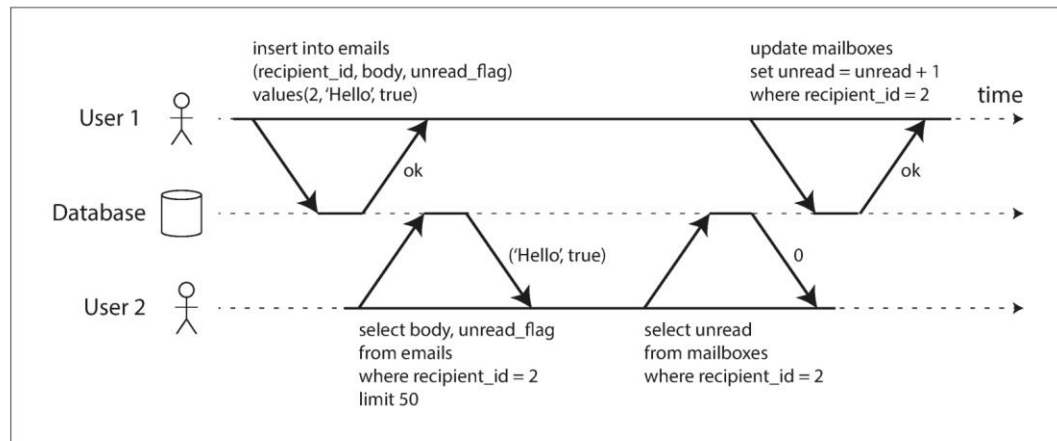 insert into emails
(recipient_id, body, unread_flag)
values(2, ‘Hello’, true)
update mailboxes
set unread = unread + 1
where recipient_id = 2
time
User 1
ok
ok
Database
(‘Hello’, true)
0
User 2
select body, unread_flag
from emails
where recipient_id = 2
limit 50
select unread
from mailboxes
where recipient_id = 2